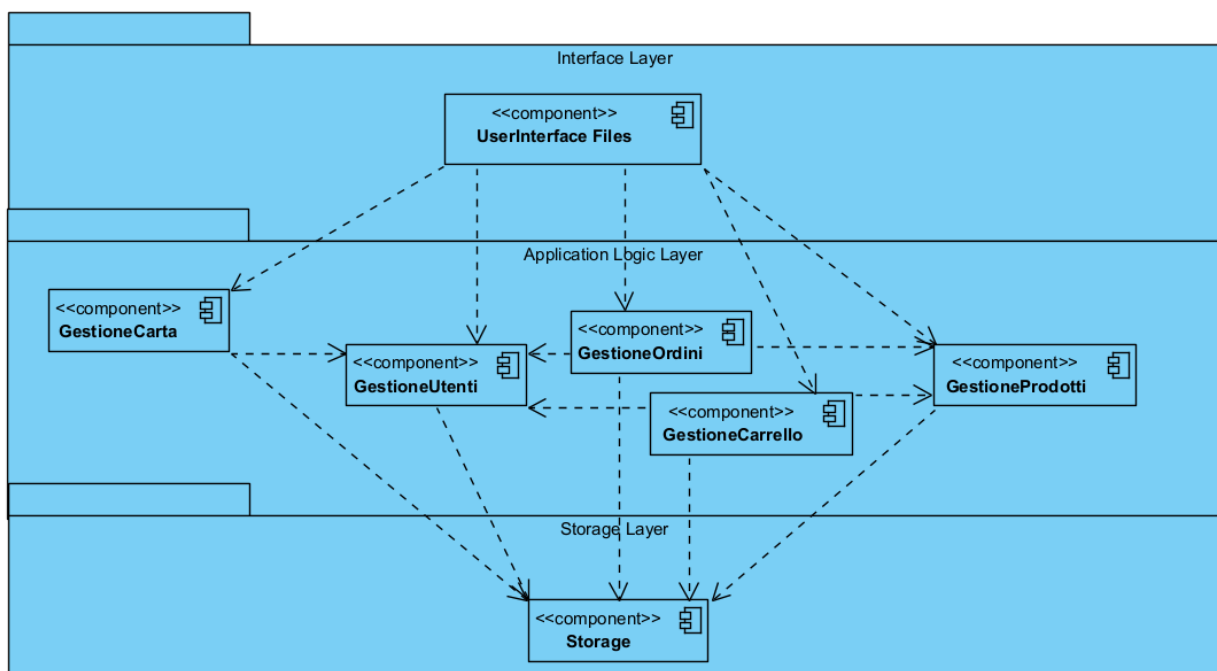 Interface Layer
<<component>>
UserInterface Files
Application Logic Layer
<<component>>
GestioneCarta
<<component>>
GestioneUtenti
<<component>>
GestioneOrdini
<<component>>
GestioneCarrello
<<component>>
GestioneProdotti
Storage Layer
<<component>>
Storage